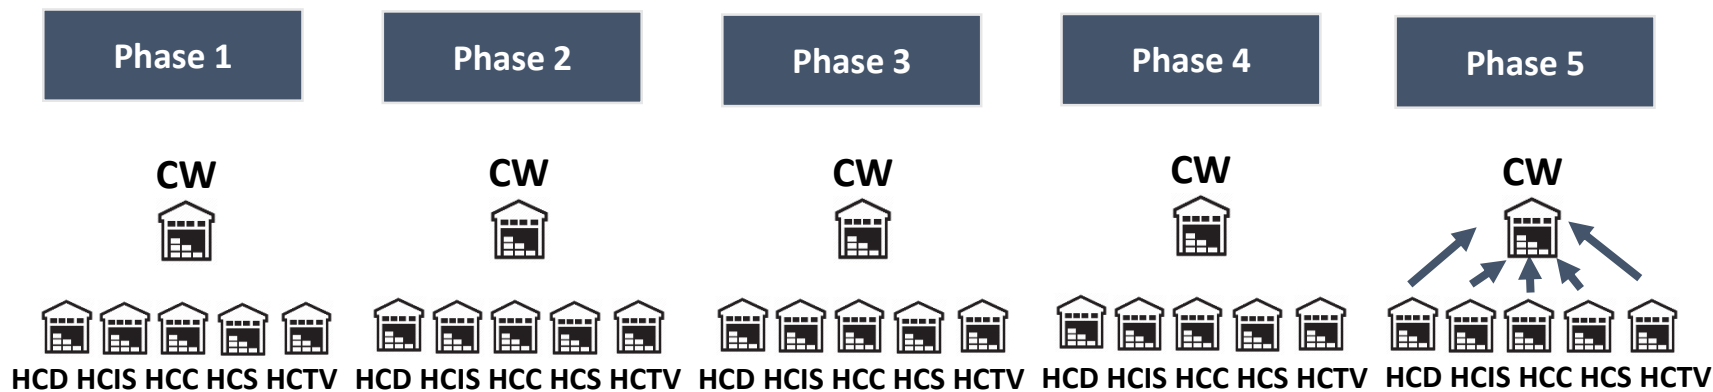 Phase 1 Phase 2 Phase 3 Phase 4 Phase 5
CW CW CW CW CW
HCD HCIS HCC HCS HCTV HCD HCIS HCC HCS HCTV HCD HCIS HCC HCS HCTV HCD HCIS HCC HCS HCTV HCD HCIS HCC HCS HCTV